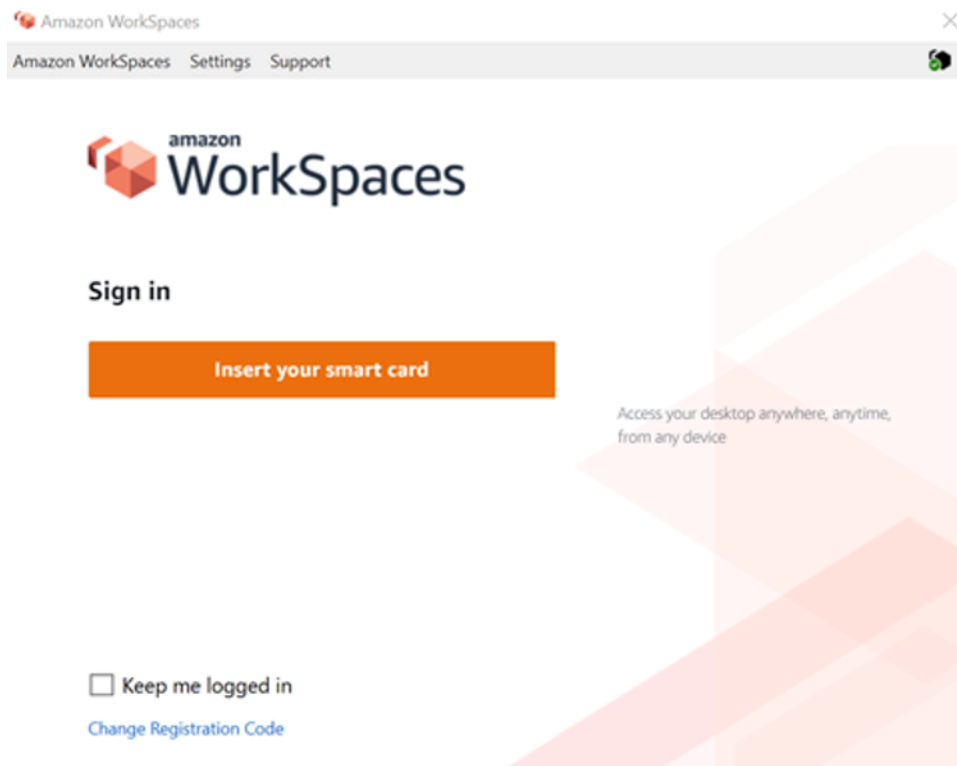 Amazon WorkSpaces
Amazon WorkSpaces Settings Support
amazon
WorkSpaces
Sign in
Insert your smart card
Access your desktop anywhere, anytime,
from any device
Keep me logged in
Change Registration Code